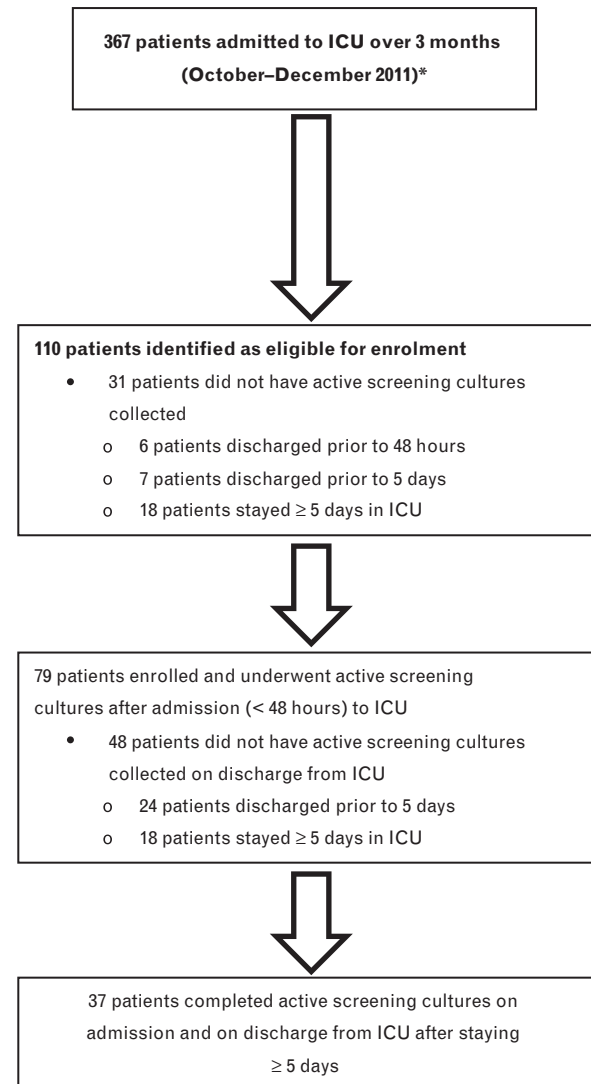 367 patients admitted to ICU over 3 months
(October–December 2011)*
110 patients identified as eligible for enrolment
• 31 patients did not have active screening cultures
collected
o 6 patients discharged prior to 48 hours
o 7 patients discharged prior to 5 days
o 18 patients stayed ≥ 5 days in ICU
79 patients enrolled and underwent active screening
cultures after admission (< 48 hours) to ICU
• 48 patients did not have active screening cultures
collected on discharge from ICU
o 24 patients discharged prior to 5 days
o 18 patients stayed ≥ 5 days in ICU
37 patients completed active screening cultures on
admission and on discharge from ICU after staying
≥ 5 days